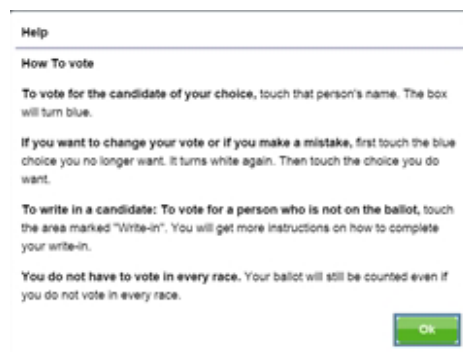 Help
How To vote
To vote for the candidate of your choice, touch that person's name. The box
will turn blue.
If you want to change your vote or if you make a mistake, first touch the blue
choice you no longer want. It turns white again. Then touch the choice you do
want.
To write in a candidate: To vote for a person who is not on the ballot, touch
the area marked "Write-in". You will get more instructions on how to complete
your write-in.
You do not have to vote in every race. Your ballot will still be counted even if
you do not vote in every race.
Ok